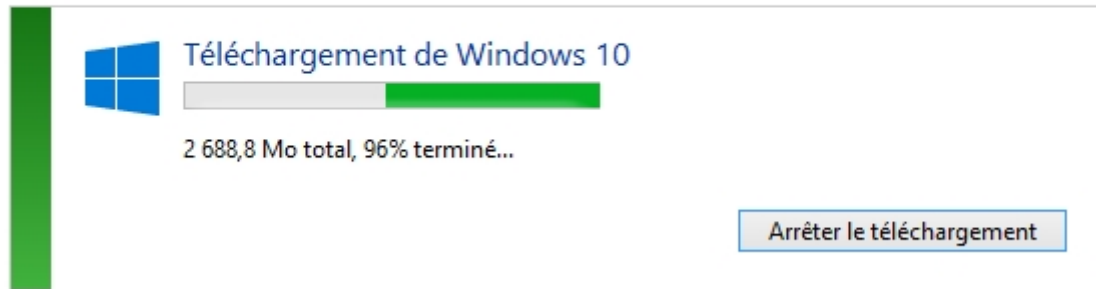 Téléchargement de Windows 10
2 688,8 Mo total, 96% terminé...
Arrêter le téléchargement